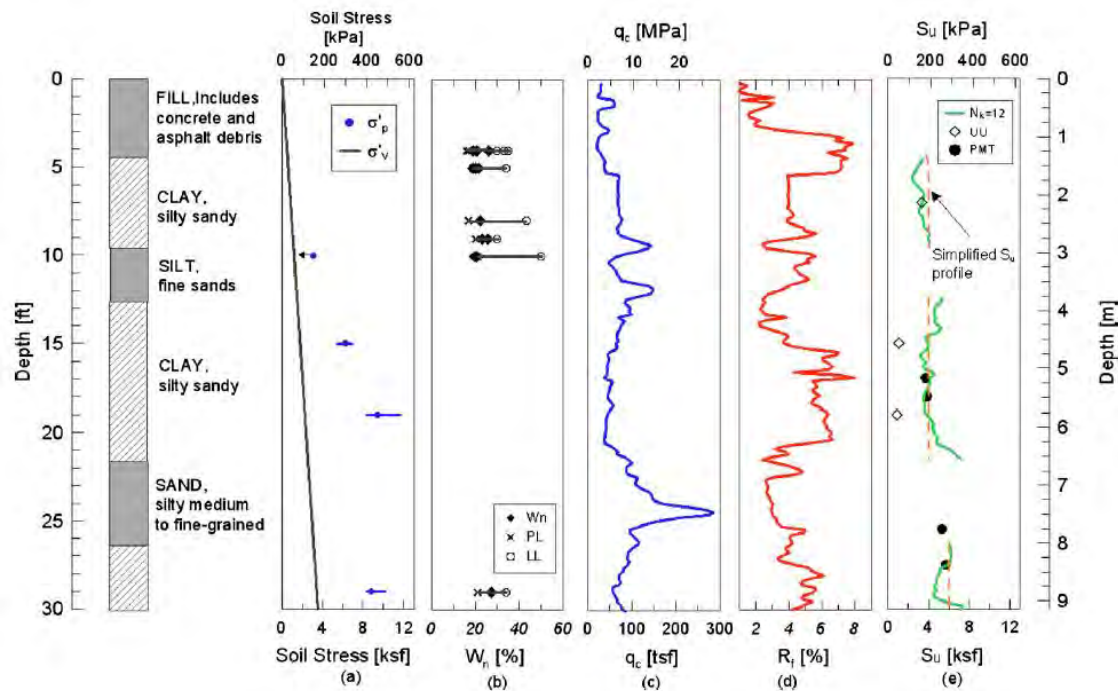 Soil Stress
[kPa]
0 200 400 600
q_c [MPa]
0 10 20
S_u [kPa]
0 200 400 600
Depth [ft]
0
5
10
15
20
25
30
FILL, Includes
concrete and
asphalt debris
CLAY,
silty sandy
SILT,
fine sands
CLAY,
silty sandy
SAND,
silty medium
to fine-grained
σ'p
σ'v
Wn
PL
LL
N_k=12
UU
PMT
Simplified S_u
profile
0
1
2
3
4
5
6
7
8
9
Depth [m]
0 4 8 12
Soil Stress [ksf]
(a)
0 20 40 60
W_n [%]
(b)
0 100 200 300
q_c [tsf]
(c)
2 4 6 8
R_f [%]
(d)
0 4 8 12
S_u [ksf]
(e)